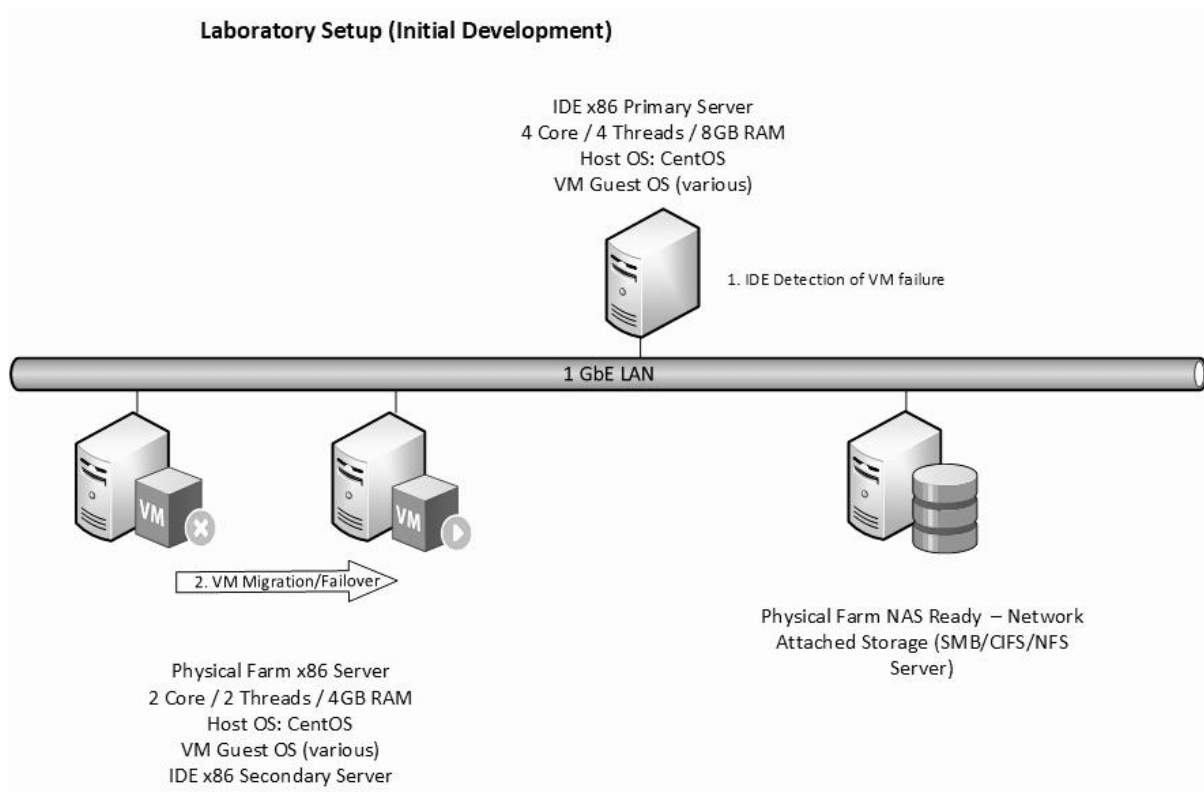 Laboratory Setup (Initial Development)
IDE x86 Primary Server
4 Core / 4 Threads / 8GB RAM
Host OS: CentOS
VM Guest OS (various)
1. IDE Detection of VM failure
1 GbE LAN
VM
VM
2. VM Migration/Failover
Physical Farm x86 Server
2 Core / 2 Threads / 4GB RAM
Host OS: CentOS
VM Guest OS (various)
IDE x86 Secondary Server
Physical Farm NAS Ready – Network
Attached Storage (SMB/CIFS/NFS
Server)